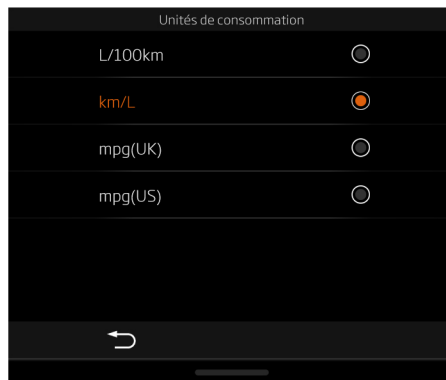 Unités de consommation
L/100km
km/L
mpg(UK)
mpg(US)